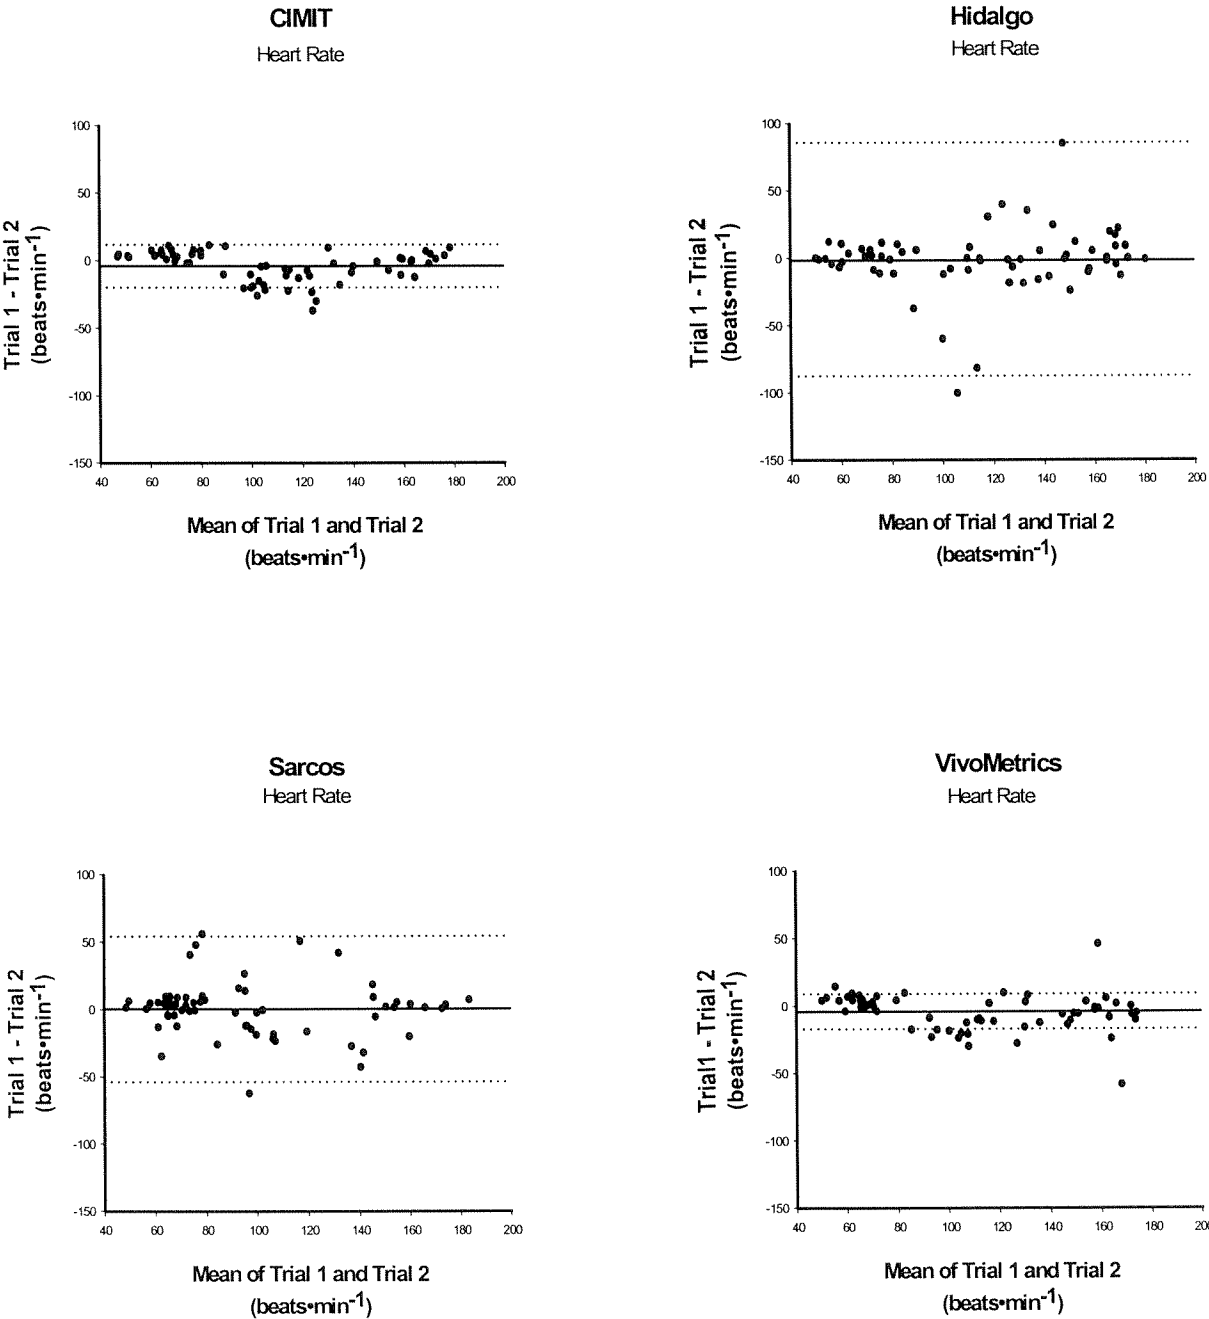 CIMIT
Heart Rate
100
50
0
-50
-100
-150
40 60 80 100 120 140 160 180 200
Trial 1 - Trial 2
(beats•min-1)
Mean of Trial 1 and Trial 2
(beats•min-1)
Hidalgo
Heart Rate
100
50
0
-50
-100
-150
40 60 80 100 120 140 160 180 200
Trial 1 - Trial 2
(beats•min-1)
Mean of Trial 1 and Trial 2
(beats•min-1)
Sarcos
Heart Rate
100
50
0
-50
-100
-150
40 60 80 100 120 140 160 180 200
Trial 1 - Trial 2
(beats•min-1)
Mean of Trial 1 and Trial 2
(beats•min-1)
VivoMetrics
Heart Rate
100
50
0
-50
-100
-150
40 60 80 100 120 140 160 180 20
Trial1 - Trial 2
(beats•min-1)
Mean of Trial 1 and Trial 2
(beats•min-1)